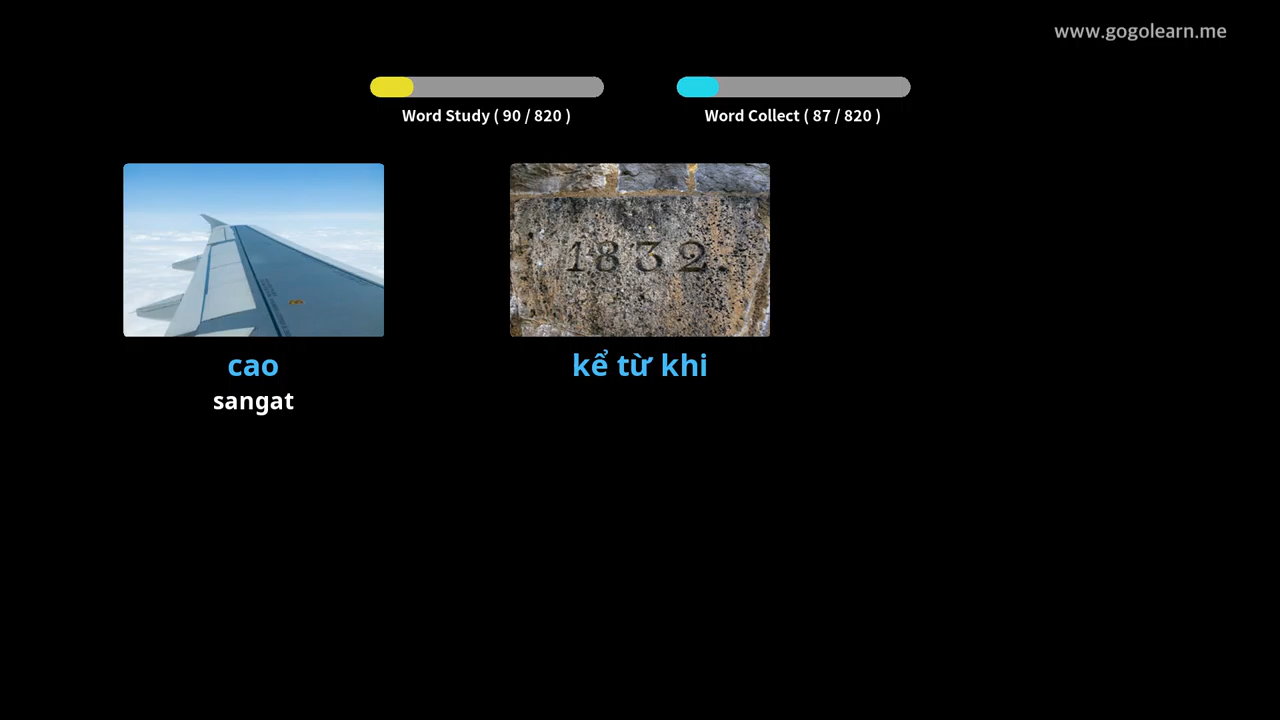 www.gogolearn.me
Word Study ( 90 / 820 )
Word Collect ( 87 / 820 )
1832.
cao
sangat
kể từ khi